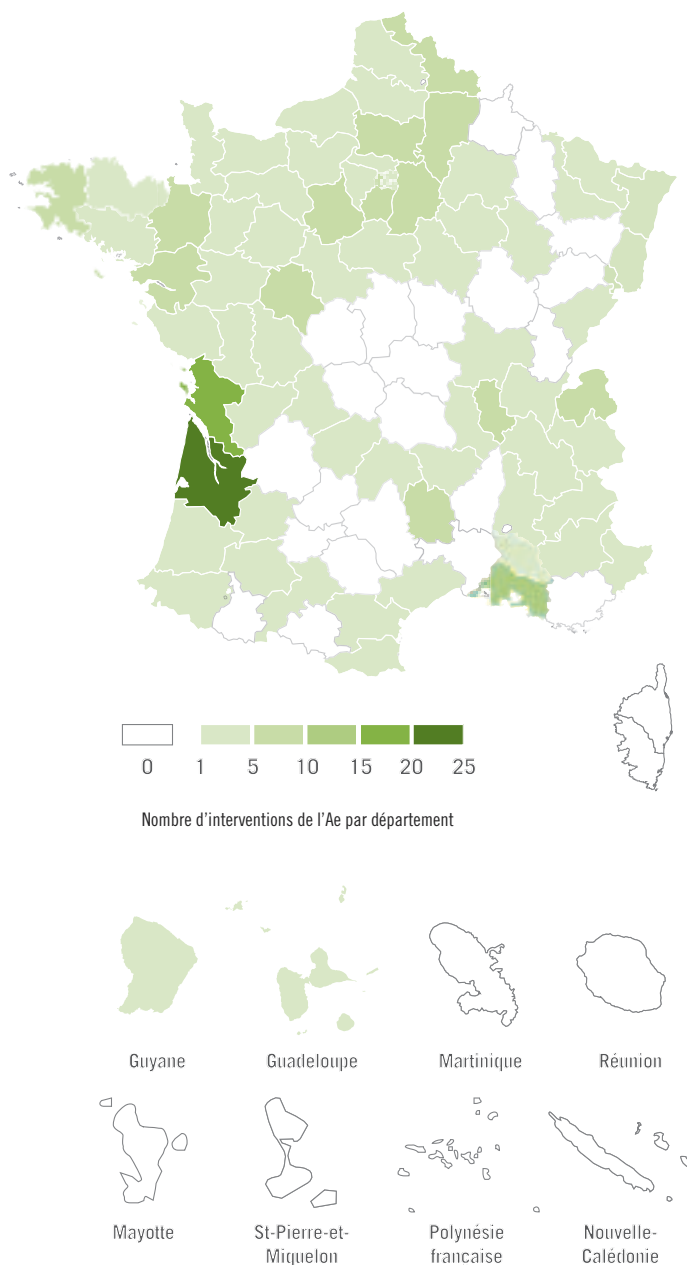 0 1 5 10 15 20 25
Nombre d’interventions de l’Ae par département
Guyane Guadeloupe Martinique Réunion
Mayotte St-Pierre-et- Polynésie Nouvelle-
Miquelon française Calédonie